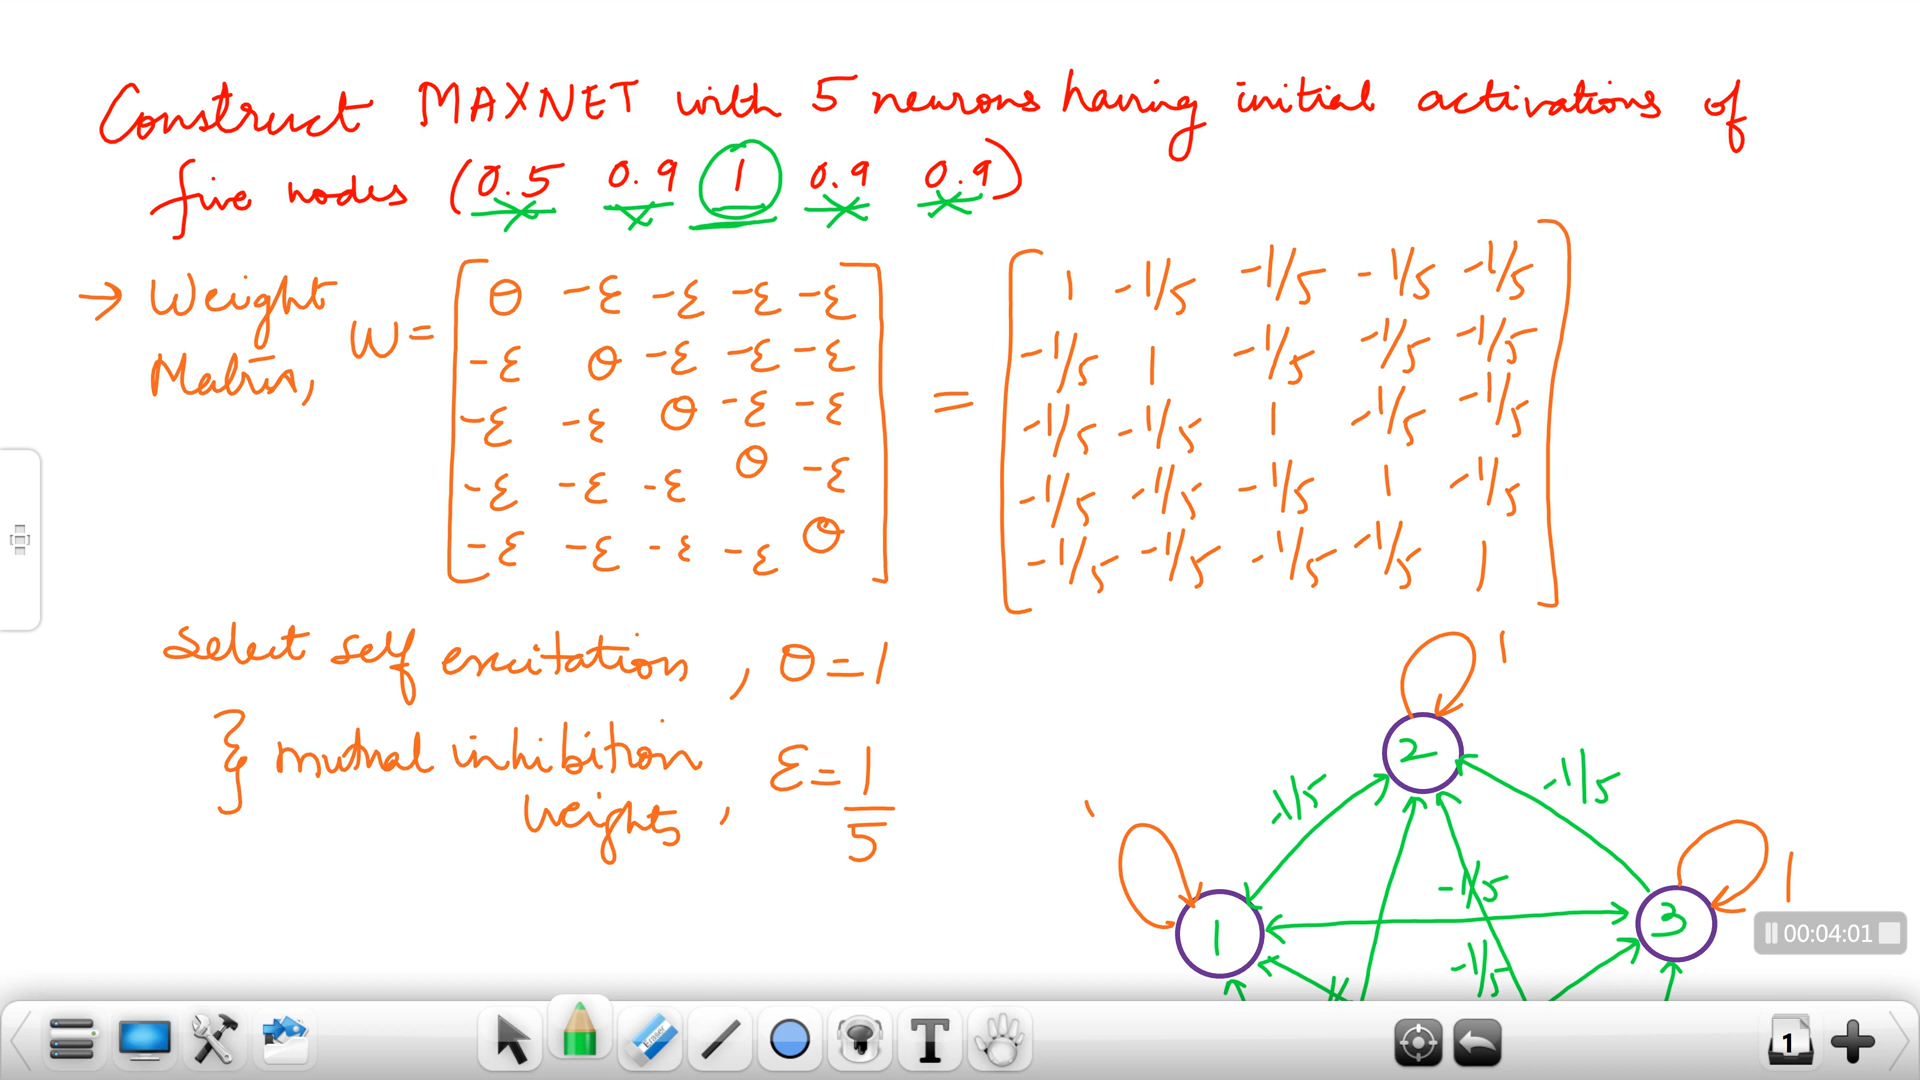 Construct MAXNET with 5 neurons having initial activations of
five nodes (0.5 0.9 1 0.9 0.9)
→ Weight
Matrix,
W = [ θ -ε -ε -ε -ε
-ε θ -ε -ε -ε
-ε -ε θ -ε -ε
-ε -ε -ε θ -ε
-ε -ε -ε -ε θ ]
= [ 1 -1/5 -1/5 -1/5 -1/5
-1/5 1 -1/5 -1/5 -1/5
-1/5 -1/5 1 -1/5 -1/5
-1/5 -1/5 -1/5 1 -1/5
-1/5 -1/5 -1/5 -1/5 1 ]
select self excitation, θ = 1
} mutual inhibition
weights, ε = 1/5
1
2
-1/5
-1/5
1
-1/5
3
1
1
-1/5
00:04:01
Eraser
T
1